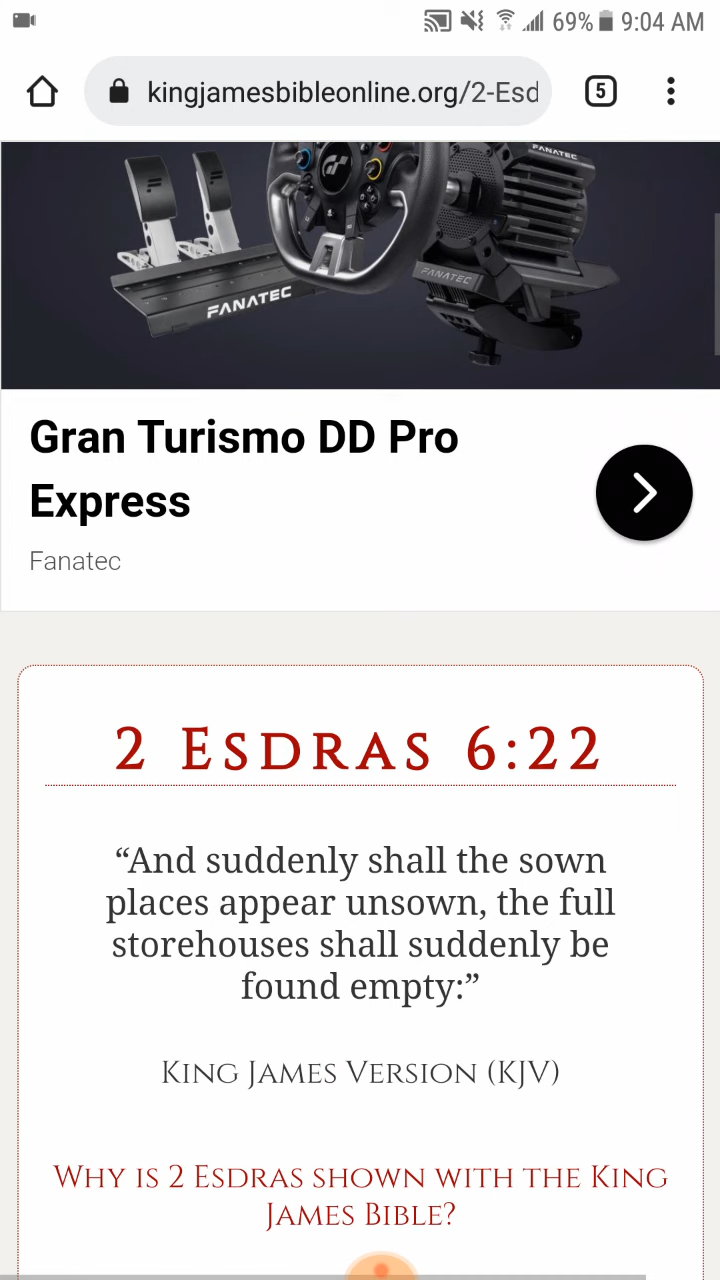 69% 9:04 AM
kingjamesbibleonline.org/2-Esd
5
FANATEC
GT
FANATEC
FANATEC
Gran Turismo DD Pro
Express
Fanatec
2 Esdras 6:22
“And suddenly shall the sown
places appear unsown, the full
storehouses shall suddenly be
found empty:”
King James Version (KJV)
Why is 2 Esdras shown with the King
James Bible?